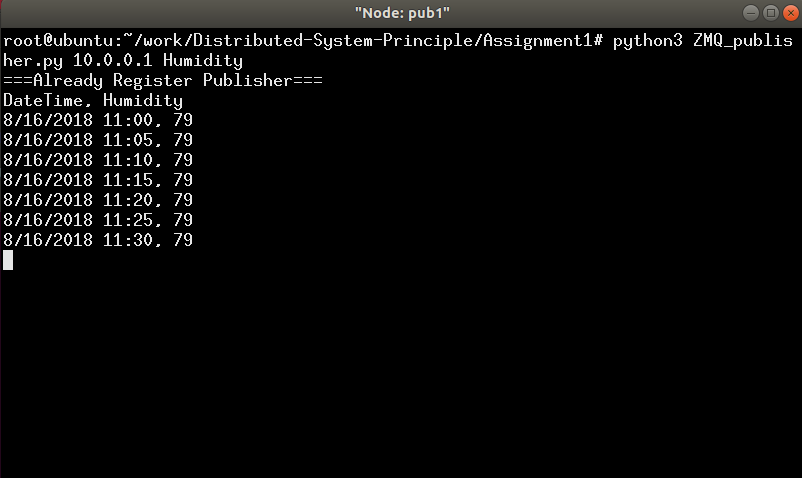 "Node: pub1"
root@ubuntu:~/work/Distributed-System-Principle/Assignment1# python3 ZMQ_publis
her.py 10.0.0.1 Humidity
===Already Register Publisher===
DateTime, Humidity
8/16/2018 11:00, 79
8/16/2018 11:05, 79
8/16/2018 11:10, 79
8/16/2018 11:15, 79
8/16/2018 11:20, 79
8/16/2018 11:25, 79
8/16/2018 11:30, 79